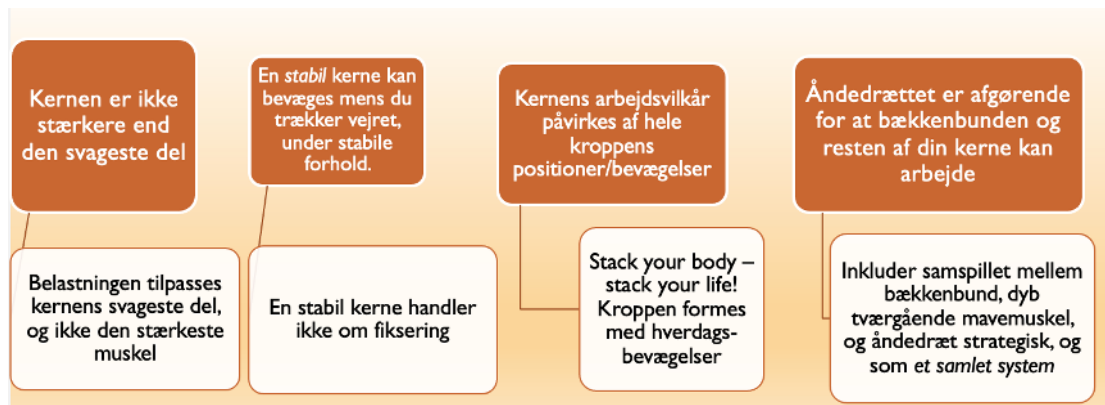 Kernen er ikke
stærkere end
den svageste del
Belastningen tilpasses
kernens svageste del,
og ikke den stærkeste
muskel
En stabil kerne kan
bevæges mens du
trækker vejret,
under stabile
forhold.
En stabil kerne handler
ikke om fiksering
Kernens arbejdsvilkår
påvirkes af hele
kroppens
positioner/bevægelser
Stack your body –
stack your life!
Kroppen formes
med hverdags-
bevægelser
Åndedrættet er afgørende
for at bækkenbunden og
resten af din kerne kan
arbejde
Inkluder samspillet mellem
bækkenbund, dyb
tværgående mavemuskel,
og åndedræt strategisk, og
som et samlet system